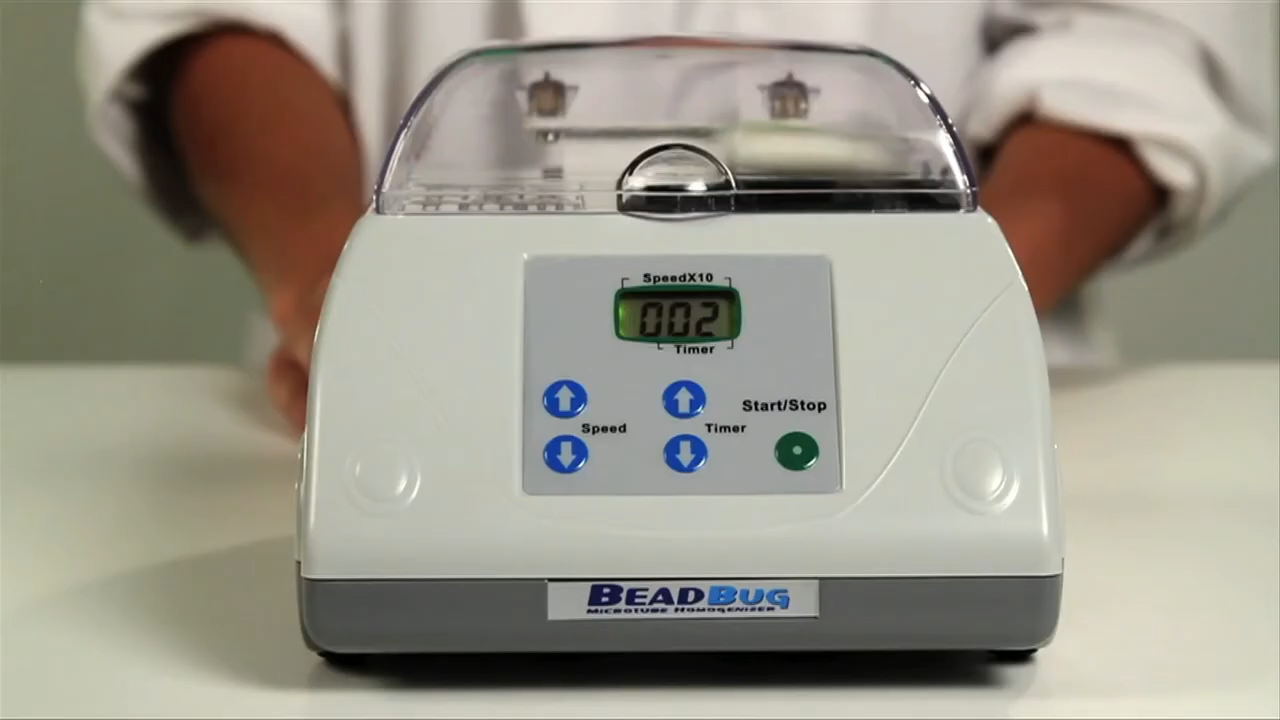 SpeedX10
002
Timer
Start/Stop
Speed
Timer
BEADBUG
MICROTUBE HOMOGENIZER